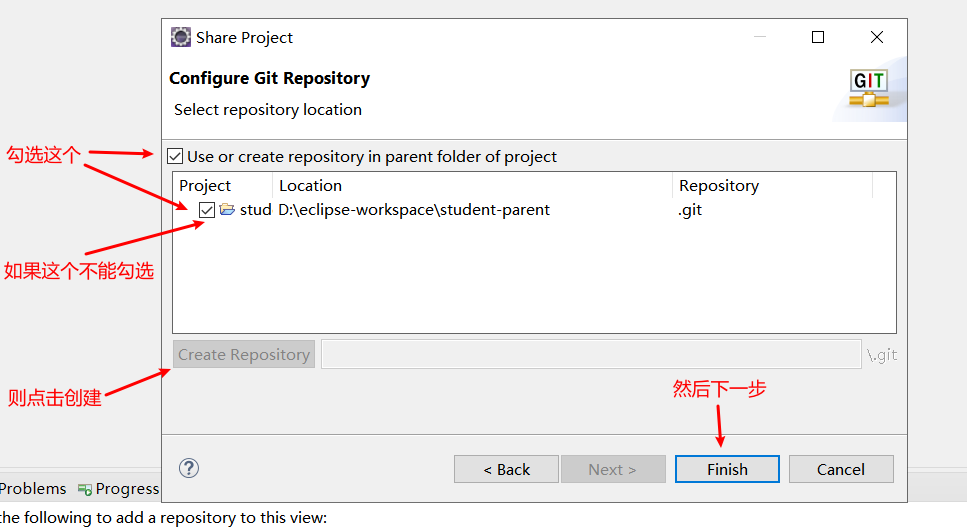 Share Project
Configure Git Repository
Select repository location
GIT
勾选这个
Use or create repository in parent folder of project
Project Location Repository
stud D:\eclipse-workspace\student-parent .git
如果这个不能勾选
Create Repository \.git
则点击创建
然后下一步
? < Back Next > Finish Cancel
Problems Progress
the following to add a repository to this view: